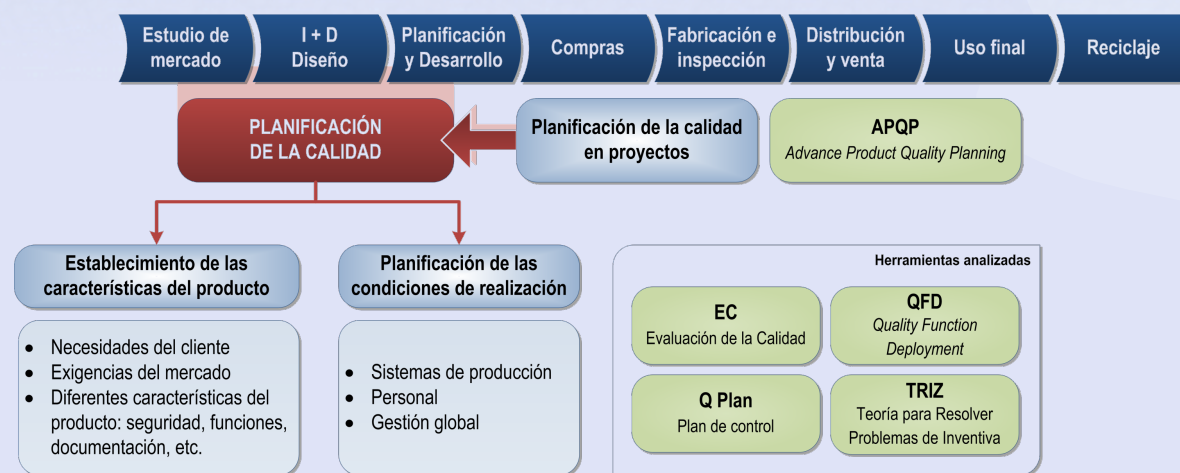 Estudio de
mercado
I + D
Diseño
Planificación
y Desarrollo
Compras
Fabricación e
inspección
Distribución
y venta
Uso final
Reciclaje
PLANIFICACIÓN
DE LA CALIDAD
Planificación de la calidad
en proyectos
APQP
Advance Product Quality Planning
Establecimiento de las
características del producto
Planificación de las
condiciones de realización
• Necesidades del cliente
• Exigencias del mercado
• Diferentes características del
producto: seguridad, funciones,
documentación, etc.
• Sistemas de producción
• Personal
• Gestión global
Herramientas analizadas
EC
Evaluación de la Calidad
QFD
Quality Function
Deployment
Q Plan
Plan de control
TRIZ
Teoría para Resolver
Problemas de Inventiva